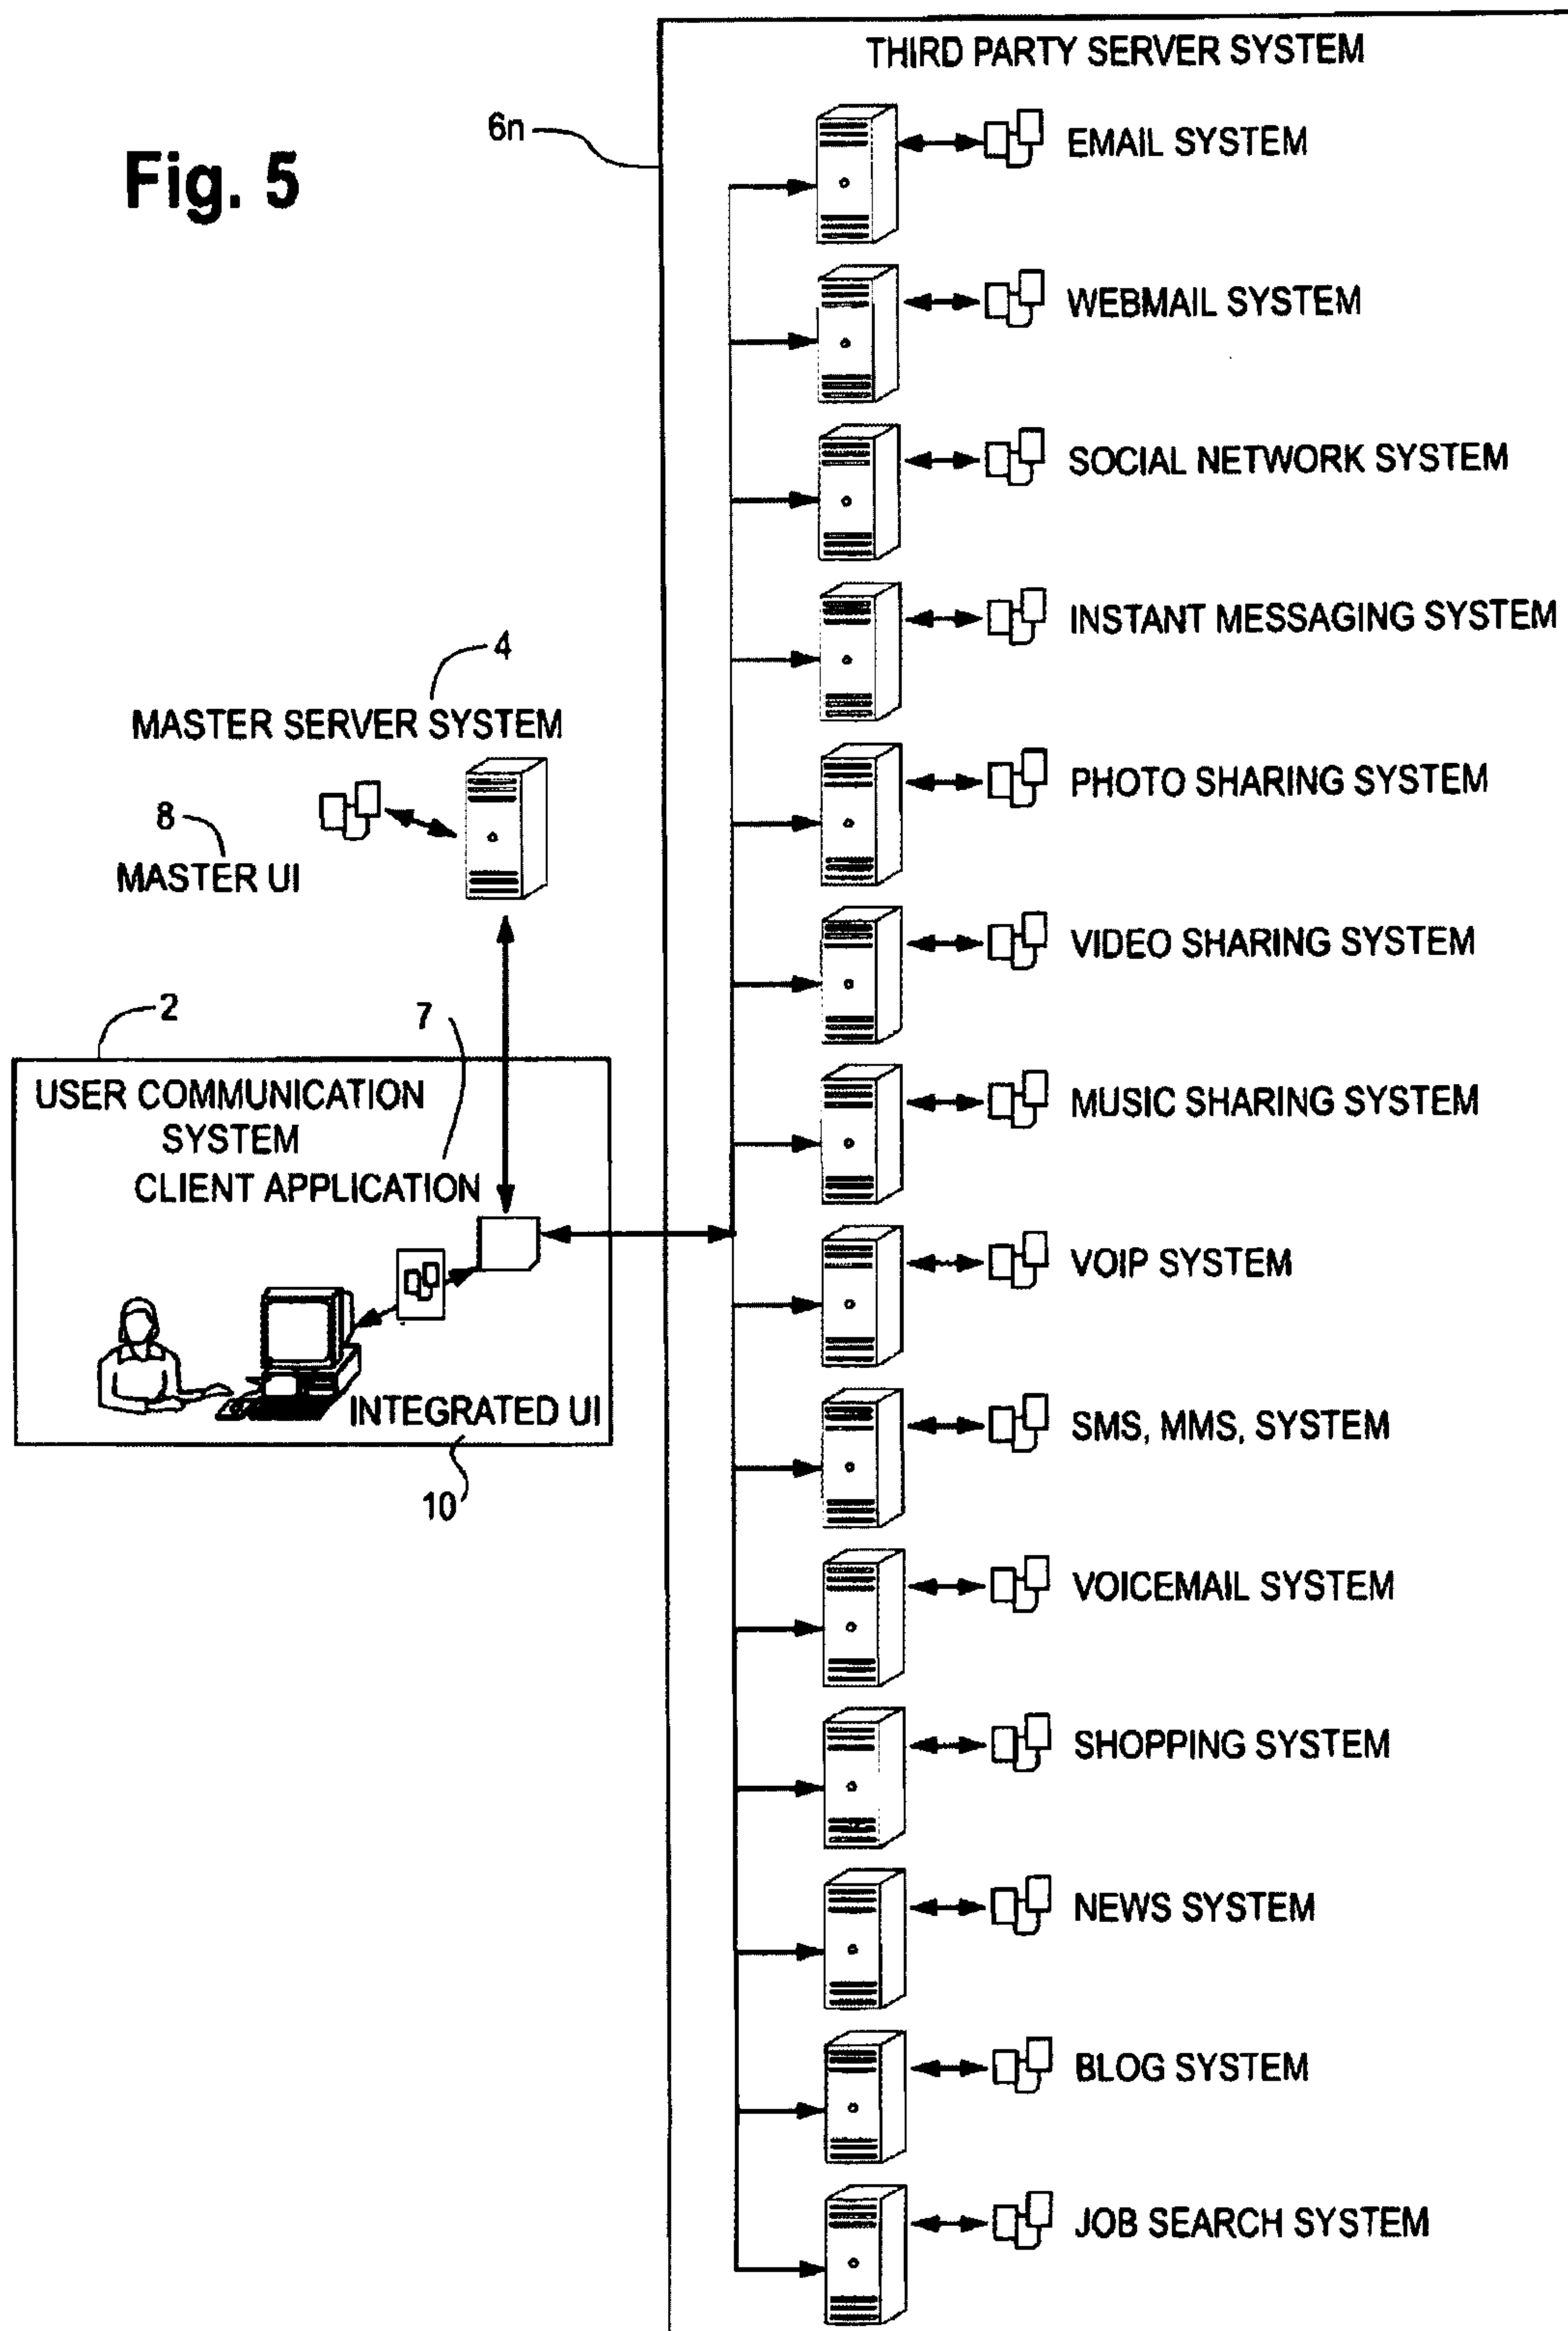 THIRD PARTY SERVER SYSTEM
6n
Fig. 5
EMAIL SYSTEM
WEBMAIL SYSTEM
SOCIAL NETWORK SYSTEM
INSTANT MESSAGING SYSTEM
4
MASTER SERVER SYSTEM
8
MASTER UI
PHOTO SHARING SYSTEM
VIDEO SHARING SYSTEM
2
7
USER COMMUNICATION
SYSTEM
CLIENT APPLICATION
MUSIC SHARING SYSTEM
VOIP SYSTEM
INTEGRATED UI
10
SMS, MMS, SYSTEM
VOICEMAIL SYSTEM
SHOPPING SYSTEM
NEWS SYSTEM
BLOG SYSTEM
JOB SEARCH SYSTEM